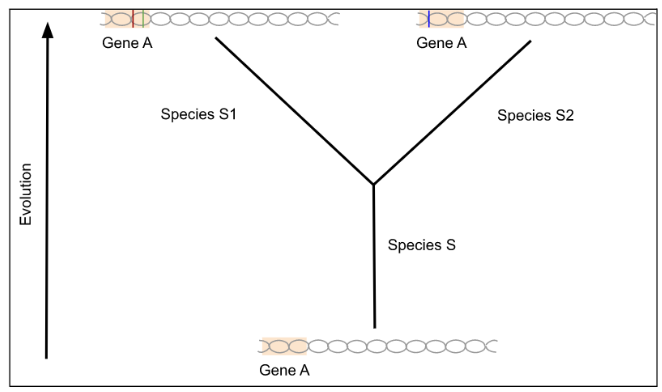 Gene A
Gene A
Species S1
Species S2
Evolution
Species S
Gene A